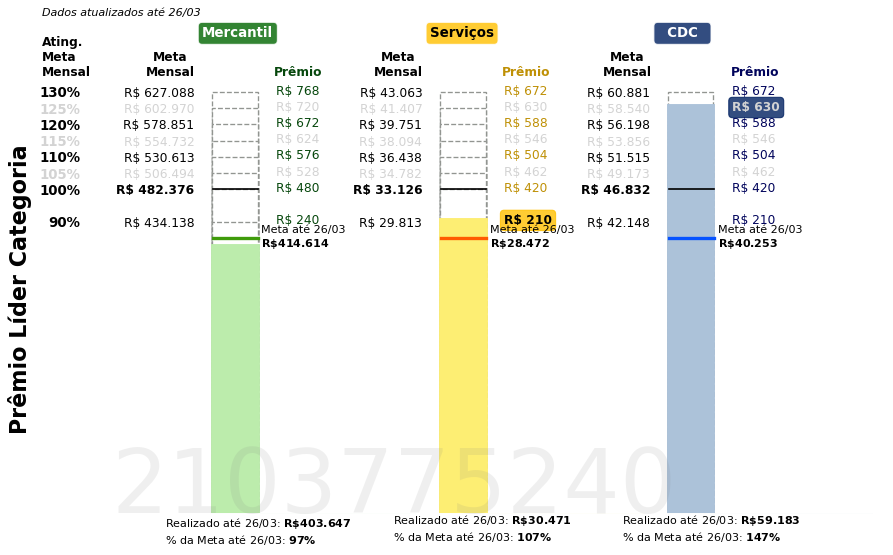 Dados atualizados até 26/03
Mercantil Serviços CDC
Ating. Meta Mensal
Meta Mensal Prêmio Meta Mensal Prêmio Meta Mensal Prêmio
130% R$ 627.088 R$ 768 R$ 43.063 R$ 672 R$ 60.881 R$ 672
125% R$ 602.970 R$ 720 R$ 41.407 R$ 630 R$ 58.540 R$ 630
120% R$ 578.851 R$ 672 R$ 39.751 R$ 588 R$ 56.198 R$ 588
115% R$ 554.732 R$ 624 R$ 38.094 R$ 546 R$ 53.856 R$ 546
110% R$ 530.613 R$ 576 R$ 36.438 R$ 504 R$ 51.515 R$ 504
105% R$ 506.494 R$ 528 R$ 34.782 R$ 462 R$ 49.173 R$ 462
100% R$ 482.376 R$ 480 R$ 33.126 R$ 420 R$ 46.832 R$ 420
90% R$ 434.138 R$ 240 R$ 29.813 R$ 210 R$ 42.148 R$ 210
Meta até 26/03 Meta até 26/03 Meta até 26/03
R$414.614 R$28.472 R$40.253
Prêmio Líder Categoria
2103775240
Realizado até 26/03: R$403.647 Realizado até 26/03: R$30.471 Realizado até 26/03: R$59.183
% da Meta até 26/03: 97% % da Meta até 26/03: 107% % da Meta até 26/03: 147%